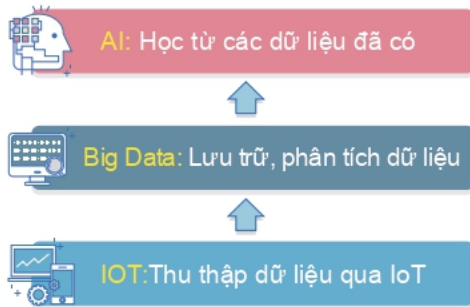 AI: Học từ các dữ liệu đã có
Big Data: Lưu trữ, phân tích dữ liệu
IOT:Thu thập dữ liệu qua IoT